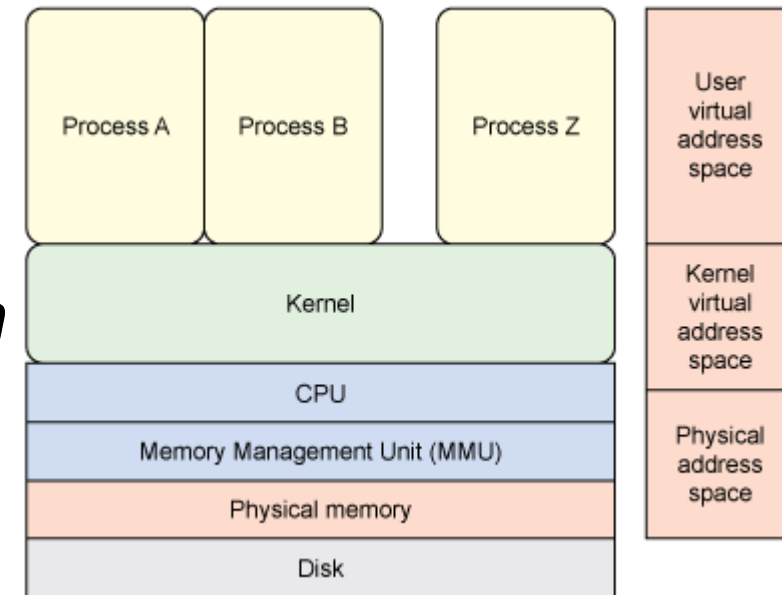 Process A
Process B
Process Z
User
virtual
address
space
Kernel
Kernel
virtual
address
space
CPU
Memory Management Unit (MMU)
Physical memory
Disk
Physical
address
space